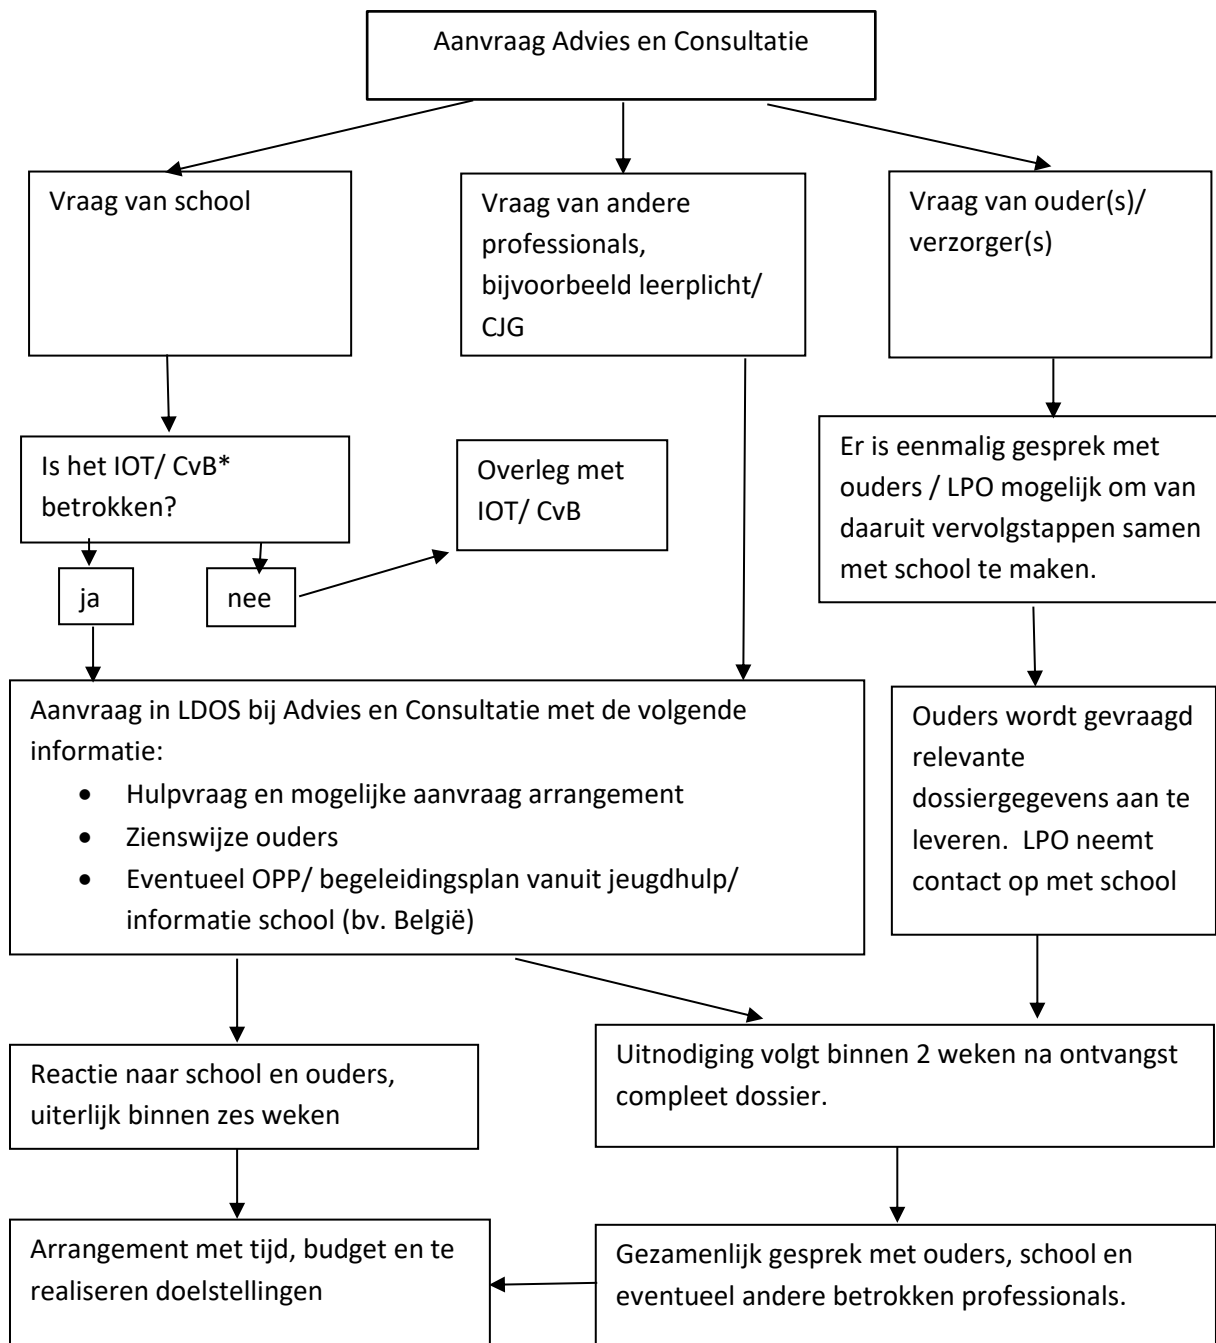 Aanvraag Advies en Consultatie
Vraag van school
Vraag van andere
professionals,
bijvoorbeeld leerplicht/
CJG
Vraag van ouder(s)/
verzorger(s)
Is het IOT/ CvB*
betrokken?
Overleg met
IOT/ CvB
Er is eenmalig gesprek met
ouders / LPO mogelijk om van
daaruit vervolgstappen samen
met school te maken.
ja
nee
Aanvraag in LDOS bij Advies en Consultatie met de volgende
informatie:
• Hulpvraag en mogelijke aanvraag arrangement
• Zienswijze ouders
• Eventueel OPP/ begeleidingsplan vanuit jeugdhulp/
informatie school (bv. België)
Ouders wordt gevraagd
relevante
dossiergegevens aan te
leveren.  LPO neemt
contact op met school
Reactie naar school en ouders,
uiterlijk binnen zes weken
Uitnodiging volgt binnen 2 weken na ontvangst
compleet dossier.
Arrangement met tijd, budget en te
realiseren doelstellingen
Gezamenlijk gesprek met ouders, school en
eventueel andere betrokken professionals.